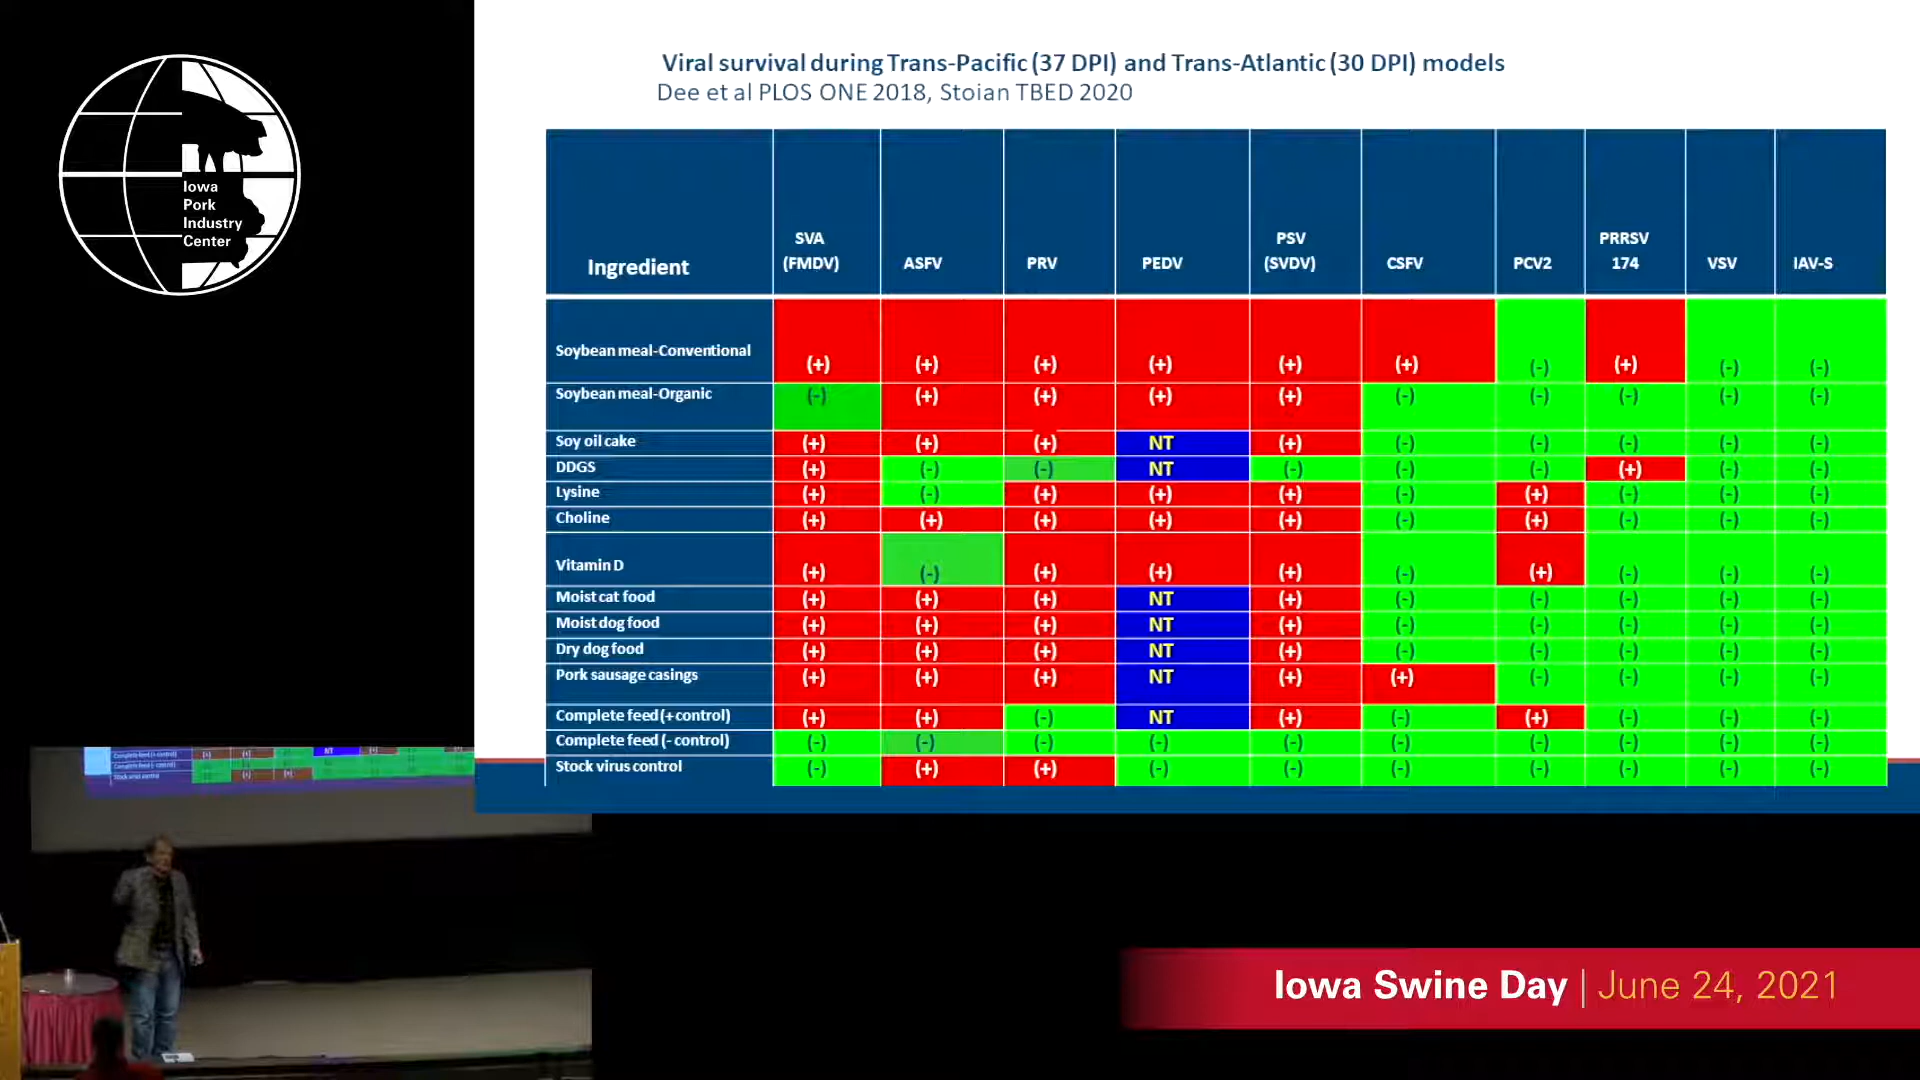 Iowa
Pork
Industry
Center
Viral survival during Trans-Pacific (37 DPI) and Trans-Atlantic (30 DPI) models
Dee et al PLOS ONE 2018, Stoian TBED 2020
Ingredient SVA (FMDV) ASFV PRV PEDV PSV (SVDV) CSFV PCV2 PRRSV 174 VSV IAV-S
Soybean meal-Conventional (+) (+) (+) (+) (+) (+) (-) (+) (-) (-)
Soybean meal-Organic (-) (+) (+) (+) (+) (-) (-) (-) (-) (-)
Soy oil cake (+) (+) (+) NT (+) (-) (-) (-) (-) (-)
DDGS (+) (-) (-) NT (-) (-) (-) (+) (-) (-)
Lysine (+) (-) (+) (+) (+) (-) (+) (-) (-) (-)
Choline (+) (+) (+) (+) (+) (-) (+) (-) (-) (-)
Vitamin D (+) (-) (+) (+) (+) (-) (+) (-) (-) (-)
Moist cat food (+) (+) (+) NT (+) (-) (-) (-) (-) (-)
Moist dog food (+) (+) (+) NT (+) (-) (-) (-) (-) (-)
Dry dog food (+) (+) (+) NT (+) (-) (-) (-) (-) (-)
Pork sausage casings (+) (+) (+) NT (+) (+) (-) (-) (-) (-)
Complete feed (+ control) (+) (+) (-) NT (+) (-) (+) (-) (-) (-)
Complete feed (- control) (-) (-) (-) (-) (-) (-) (-) (-) (-) (-)
Stock virus control (-) (+) (+) (-) (-) (-) (-) (-) (-) (-)
Iowa Swine Day | June 24, 2021